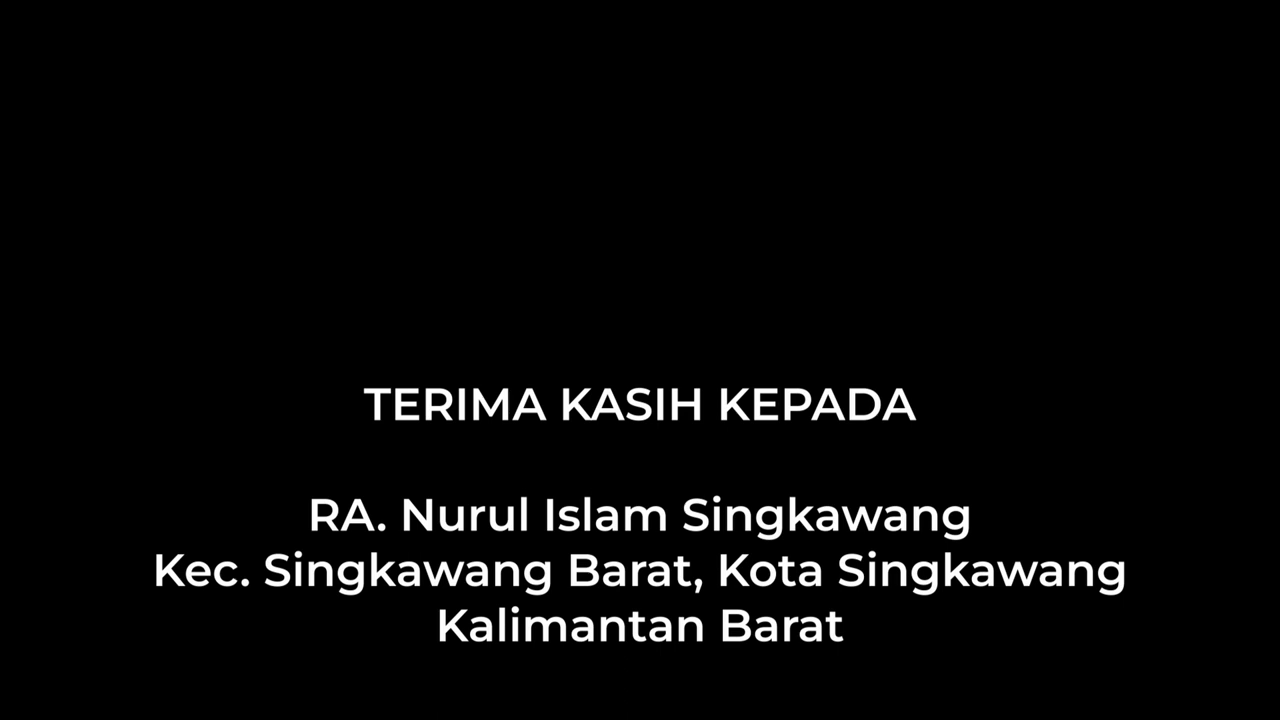 TERIMA KASIH KEPADA
RA. Nurul Islam Singkawang
Kec. Singkawang Barat, Kota Singkawang
Kalimantan Barat